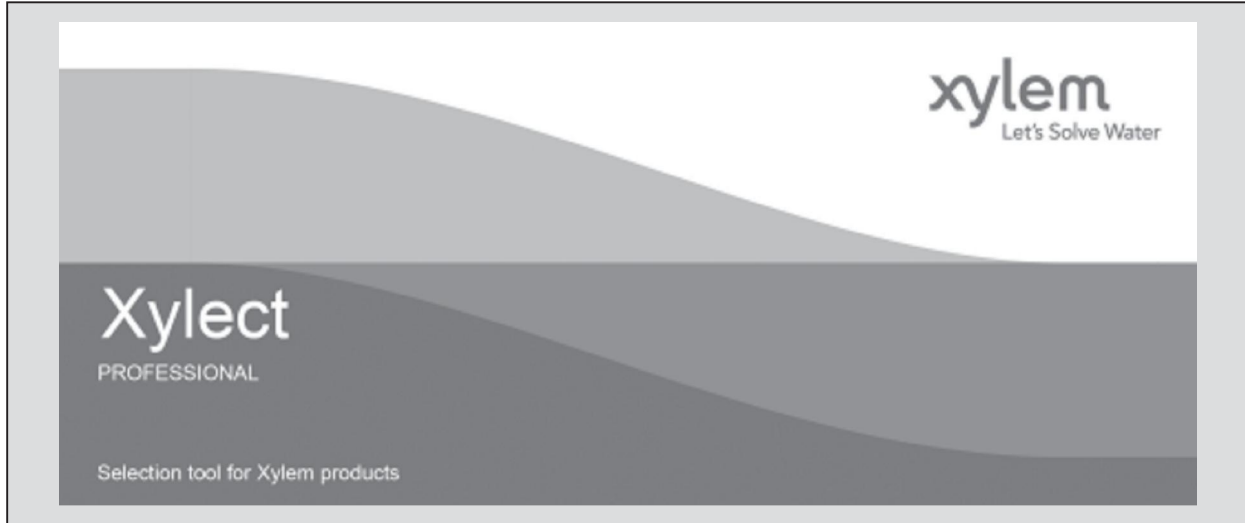 xylem
Let's Solve Water
Xylect
PROFESSIONAL
Selection tool for Xylem products